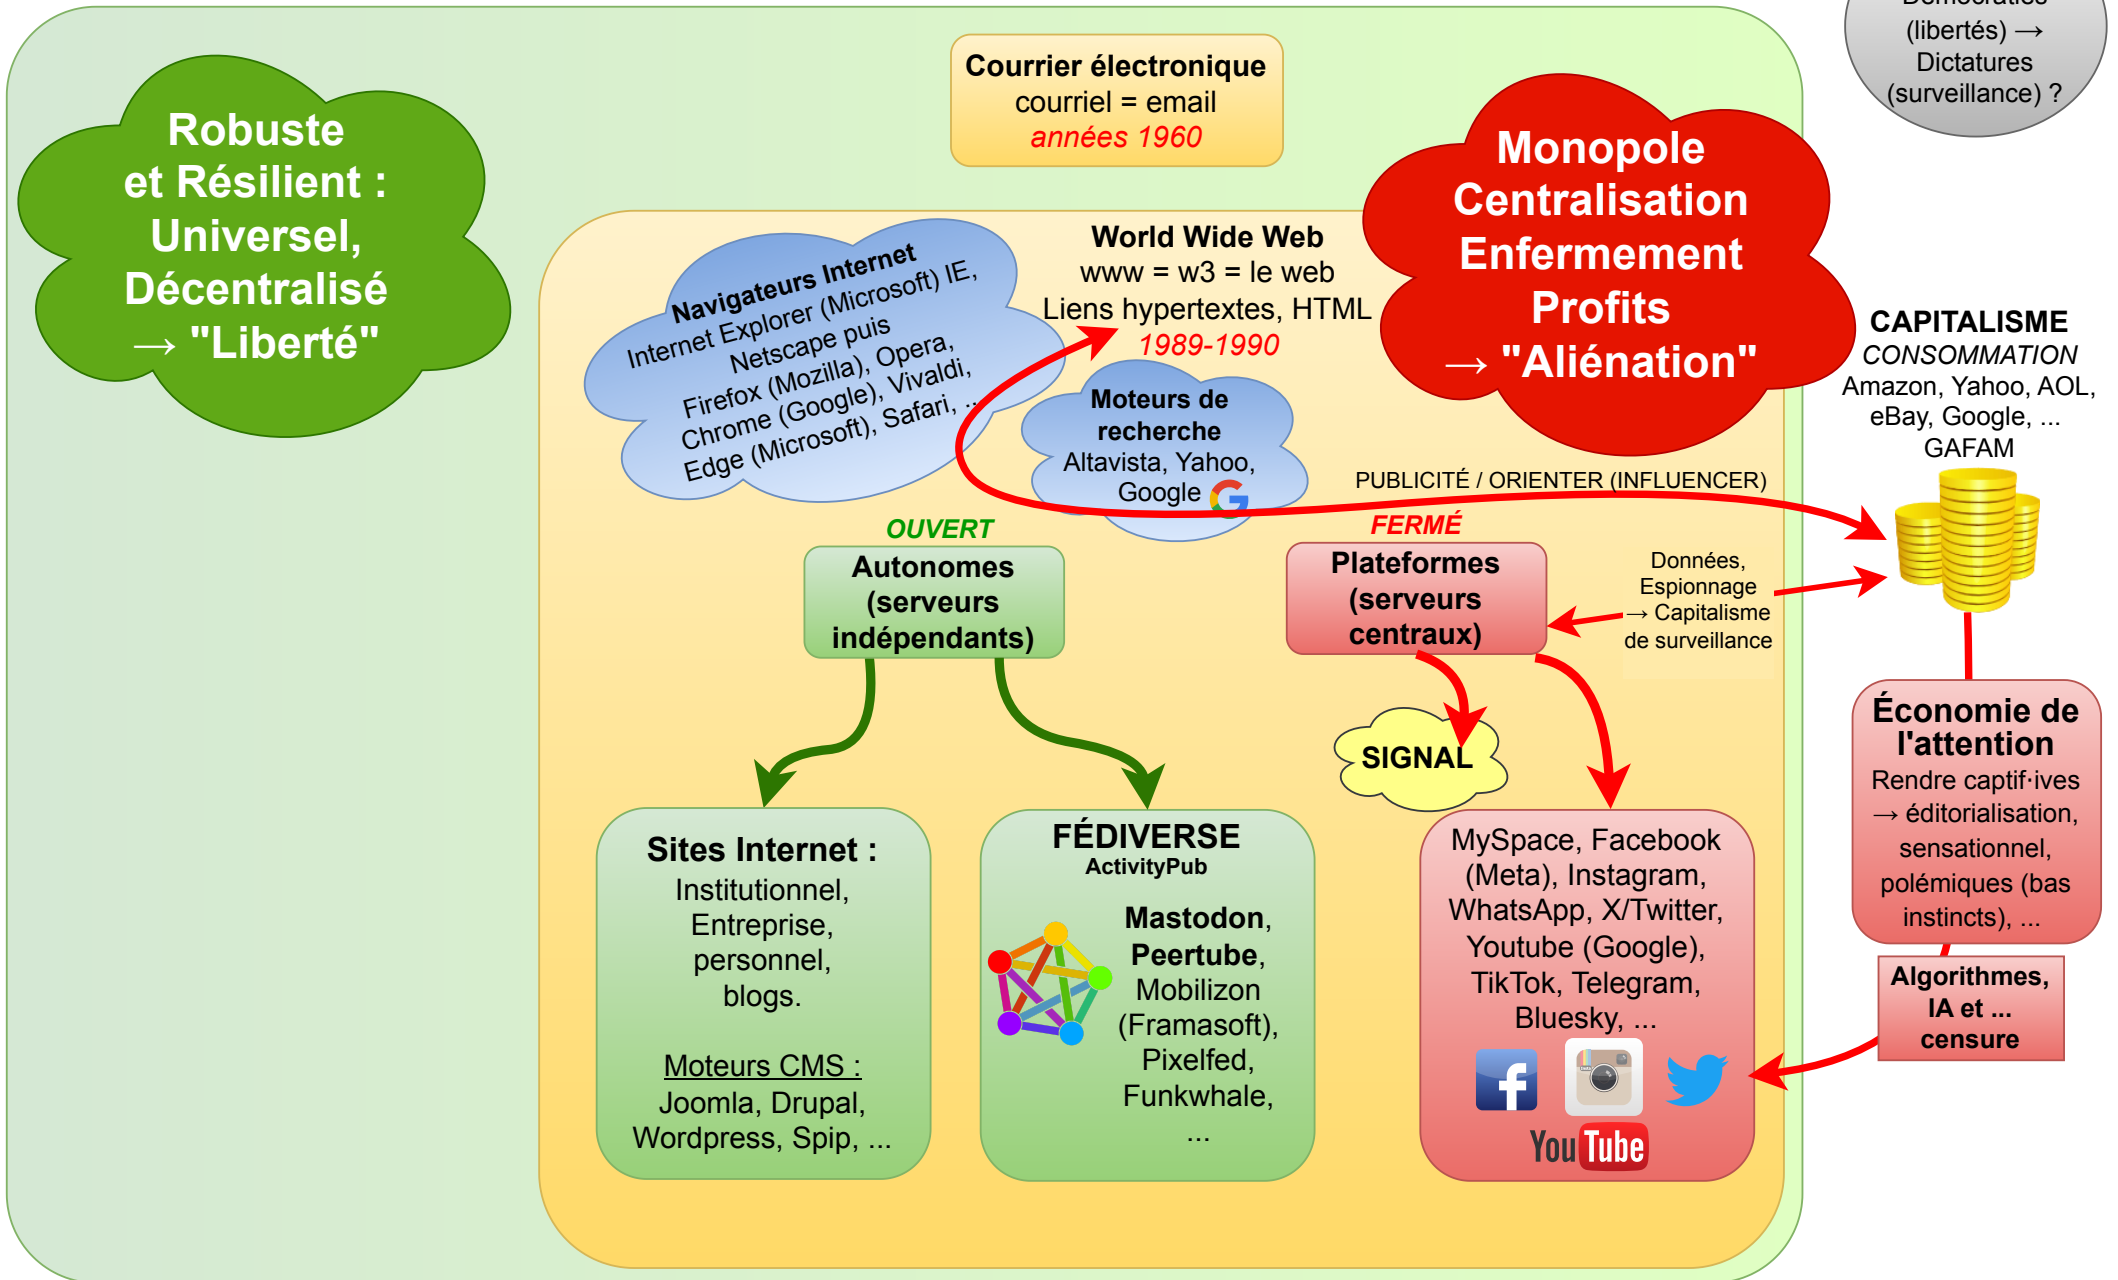 Démocraties
(libertés) →
Dictatures
(surveillance) ?
Courrier électronique
courriel = email
années 1960
Robuste
et Résilient :
Universel,
Décentralisé
→ "Liberté"
Monopole
Centralisation
Enfermement
Profits
→ "Aliénation"
Navigateurs Internet
Internet Explorer (Microsoft) IE,
Netscape puis
Firefox (Mozilla), Opera,
Chrome (Google), Vivaldi,
Edge (Microsoft), Safari, ..
World Wide Web
www = w3 = le web
Liens hypertextes, HTML
1989-1990
Moteurs de
recherche
Altavista, Yahoo,
Google
CAPITALISME
CONSOMMATION
Amazon, Yahoo, AOL,
eBay, Google, ...
GAFAM
PUBLICITÉ / ORIENTER (INFLUENCER)
OUVERT
Autonomes
(serveurs
indépendants)
FERMÉ
Plateformes
(serveurs
centraux)
Données,
Espionnage
→ Capitalisme
de surveillance
SIGNAL
Économie de
l'attention
Rendre captif·ives
→ éditorialisation,
sensationnel,
polémiques (bas
instincts), ...
Algorithmes,
IA et ...
censure
Sites Internet :
Institutionnel,
Entreprise,
personnel,
blogs.
Moteurs CMS :
Joomla, Drupal,
Wordpress, Spip, ...
FÉDIVERSE
ActivityPub
Mastodon,
Peertube,
Mobilizon
(Framasoft),
Pixelfed,
Funkwhale,
...
MySpace, Facebook
(Meta), Instagram,
WhatsApp, X/Twitter,
Youtube (Google),
TikTok, Telegram,
Bluesky, ...
YouTube